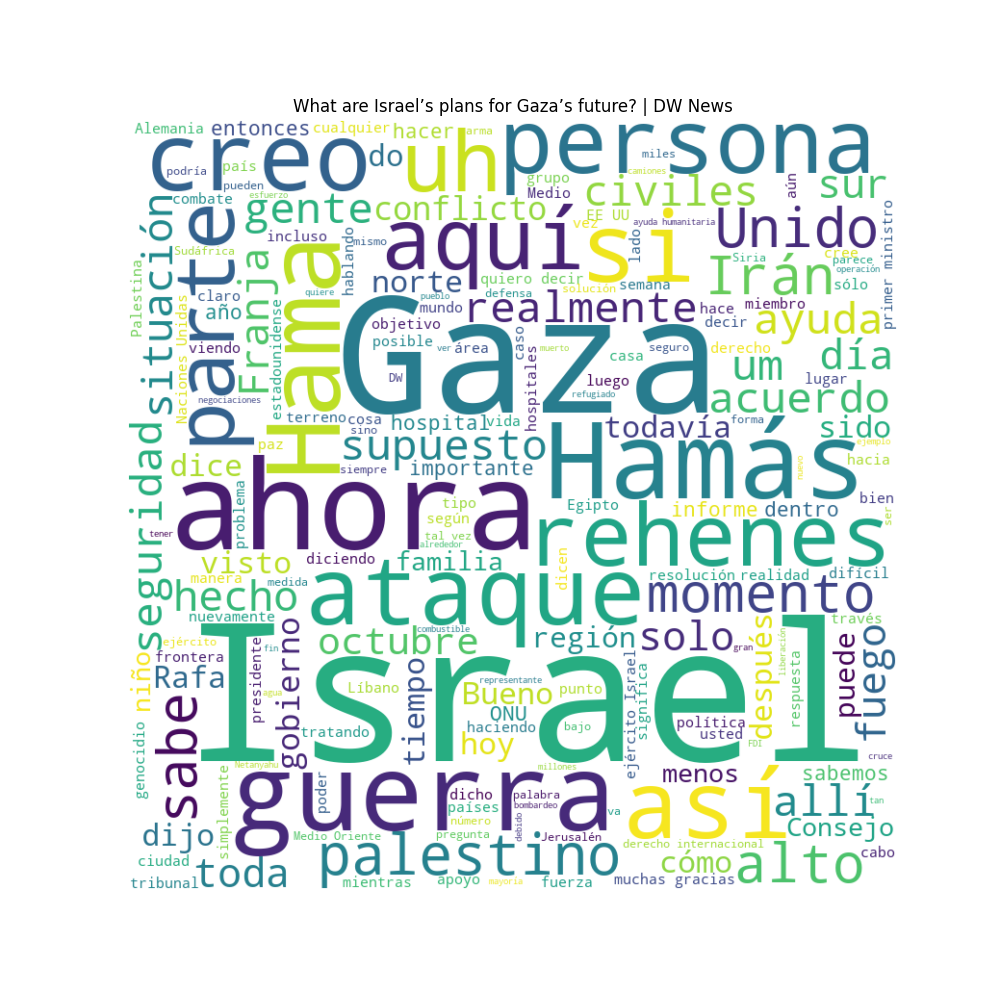 What are Israel’s plans for Gaza’s future? | DW News
Alemania
entonces
cualquier
hacer
arma
creo
do
uh
persona
miles
camiones
podría
país
pueden
esfuerzo
grupo
Medio
civiles
aún
sur
combate
gente
conflicto
EE UU
ayuda humanitaria
vez
aquí
si
lado
Unido
primer ministro
incluso
mismo
hablando
Sudáfrica
cree
parece
operación
Siria
Irán
sólo
Palestina
situación
parte
Franja
Hama
norte
quiero decir
solución
semana
claro
año
Naciones Unidas
estadounidense
quiere
pueblo
mundo
defensa
realmente
hace
miembro
decir
ayuda
objetivo
posible
ver
área
caso
muerto
seguro
derecho
viendo
Gaza
casa
um
día
DW
hospitales
luego
refugiado
lugar
negociaciones
acuerdo
terreno
cosa
sino
hospital
vida
todavía
forma
sido
ejemplo
paz
supuesto
Hamás
hacia
dice
siempre
importante
nuevo
seguridad
problema
ahora
tipo
Egipto
informe
dentro
bien
ser
tener
según
tal vez
alrededor
rehenes
visto
diciendo
familia
dicen
manera
medida
resolución
realidad
difícil
hecho
ataque
momento
nuevamente
través
combustible
ejército
fin
octubre
región
solo
gran
después
liberación
puede
fuego
frontera
niño
Rafa
presidente
gobierno
Israel
representante
Líbano
tiempo
Bueno
punto
ejército Israel
significa
respuesta
agua
sabe
ONU
política
usted
tratando
haciendo
bajo
hoy
FDI
cruce
genocidio
Netanyahu
millones
menos
sabemos
simplemente
guerra
poder
dicho
palabra
países
bombardeo
va
así
allí
tan
número
debido
dijo
Medio Oriente
pregunta
Jerusalén
Consejo
derecho internacional
cabo
ciudad
toda
palestino
cómo
alto
tribunal
mientras
apoyo
mayoría
fuerza
muchas gracias